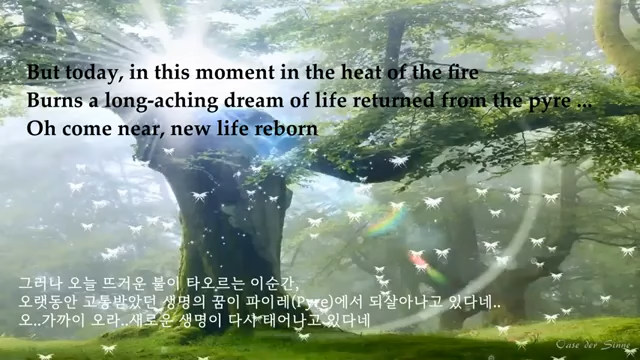 But today, in this moment in the heat of the fire
Burns a long-aching dream of life returned from the pyre ...
Oh come near, new life reborn
그러나 오늘 뜨거운 불이 타오르는 이순간,
오랫동안 고통받았던 생명의 꿈이 파이레(Pyre)에서 되살아나고 있다네..
오..가까이 오라..새로운 생명이 다시 태어나고 있다네
Oase der Sinne